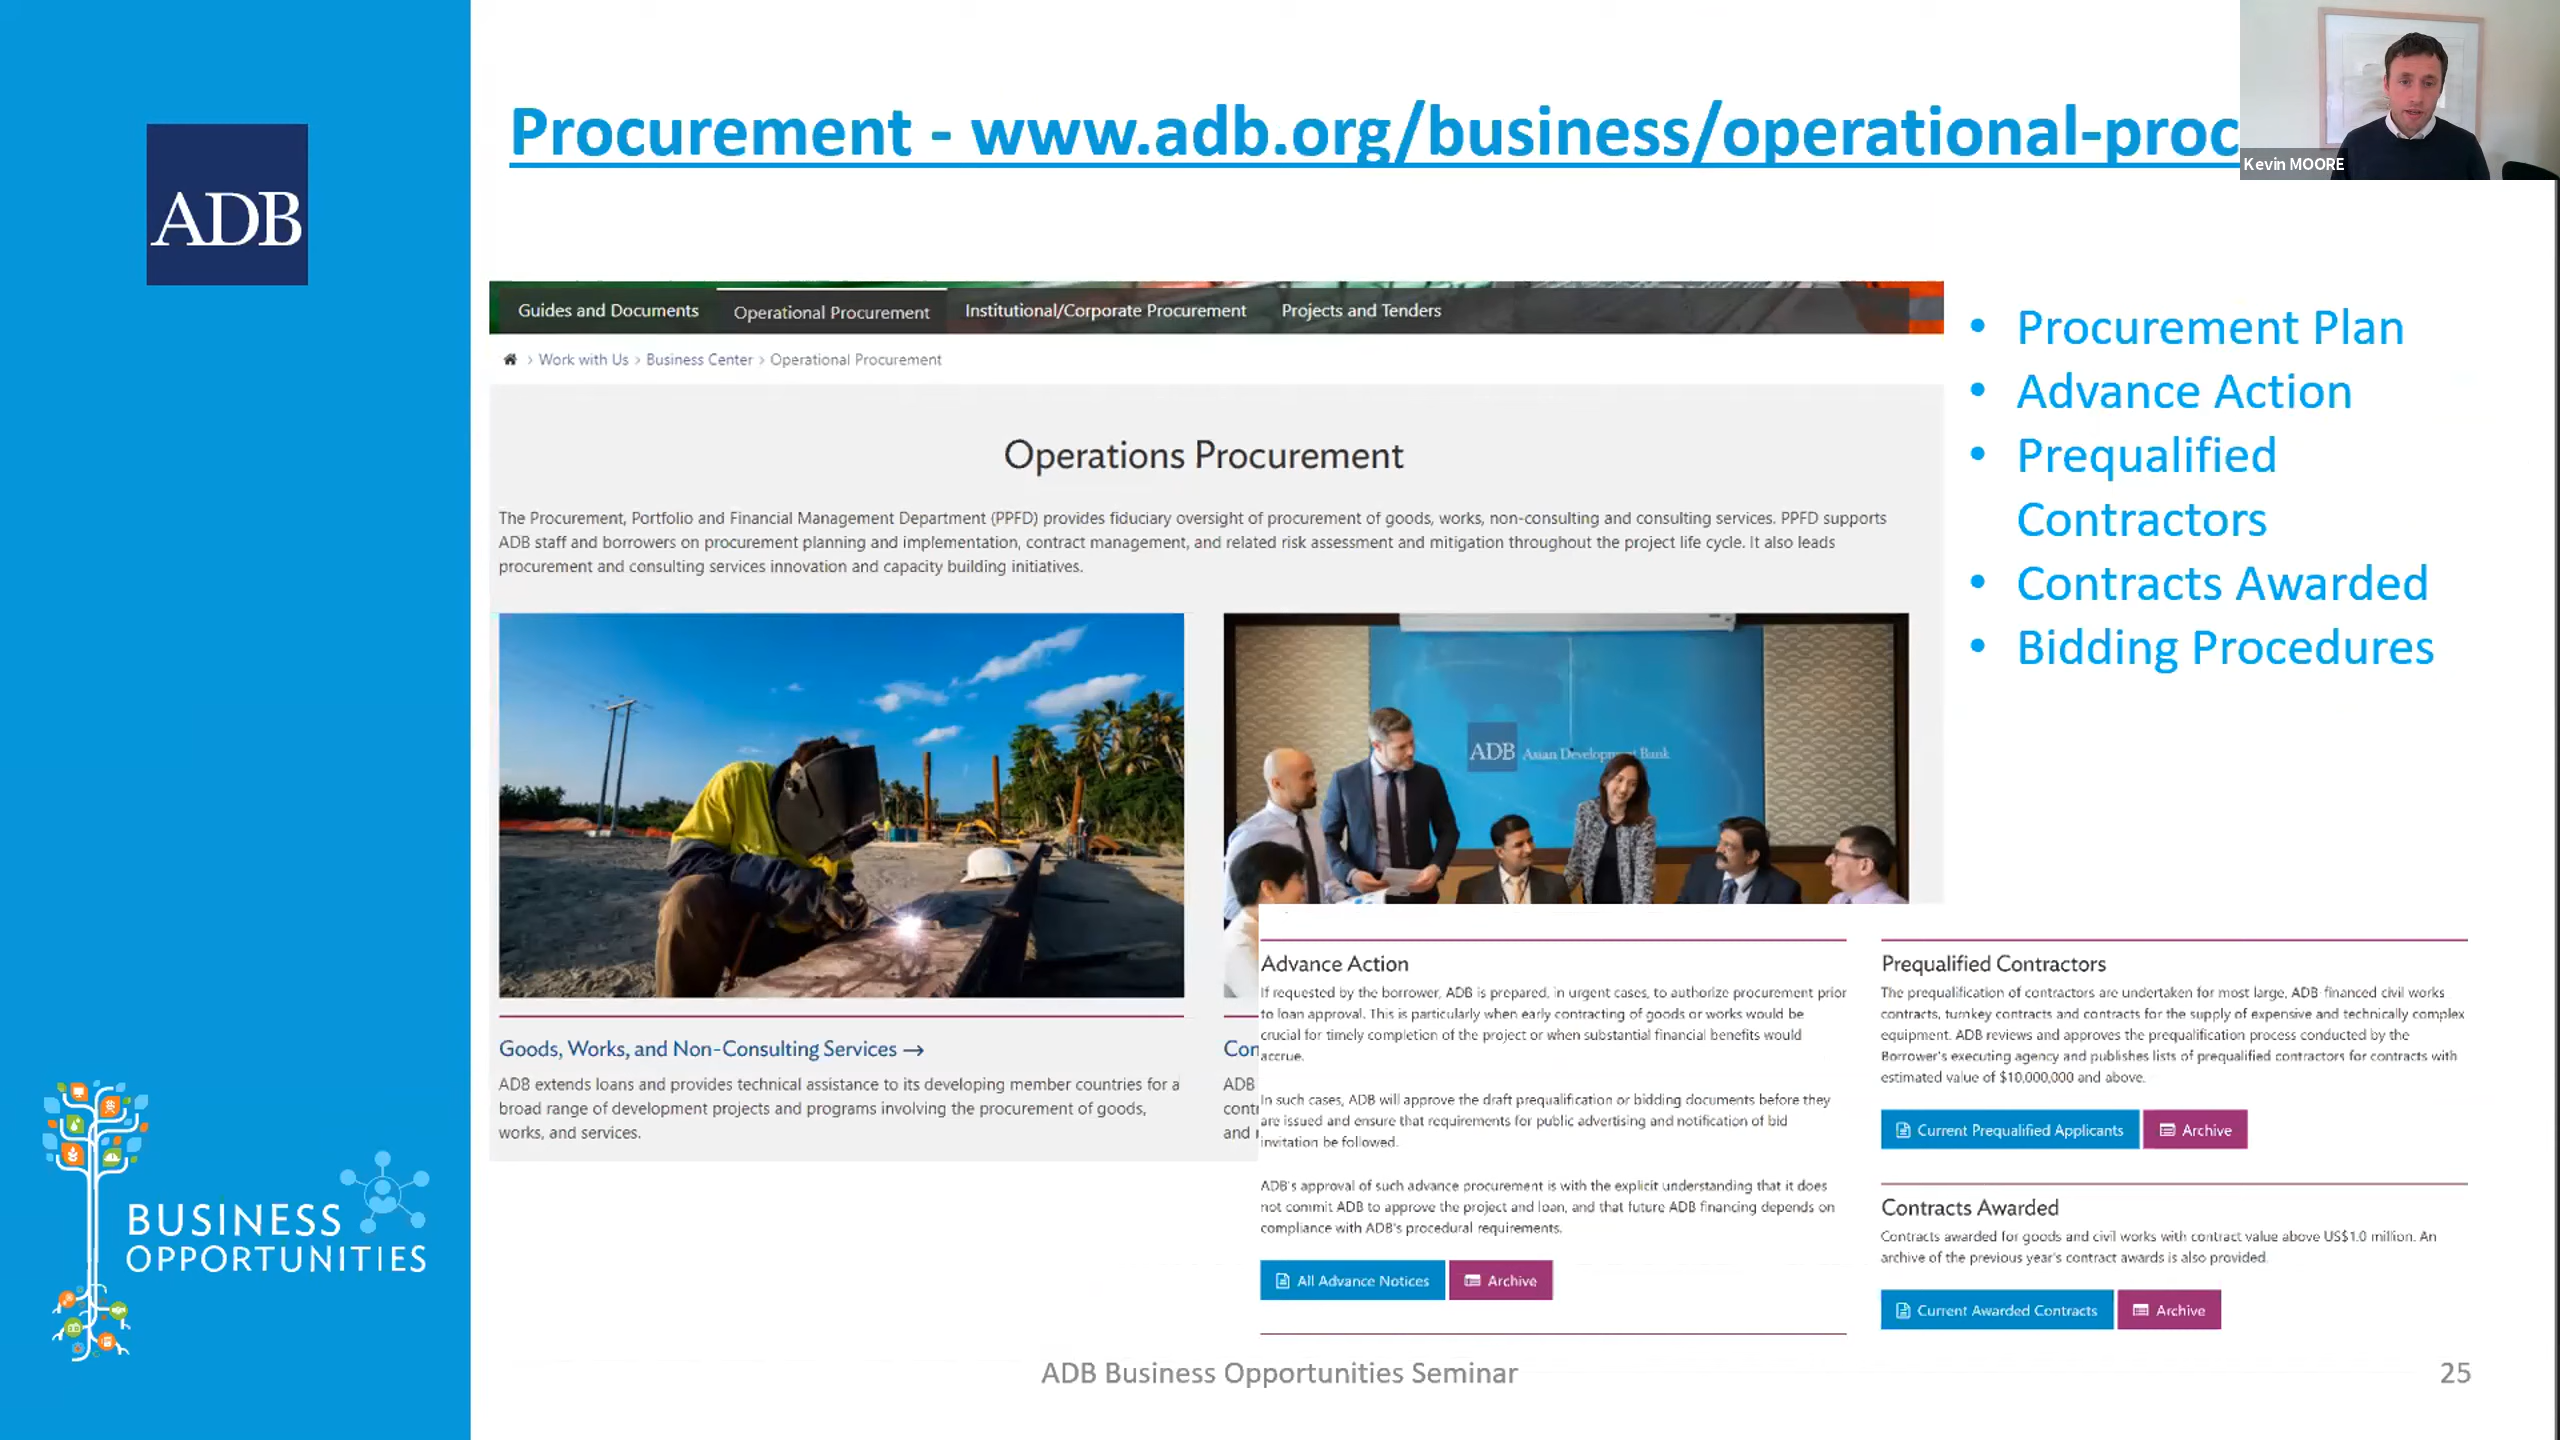 ADB
Procurement - www.adb.org/business/operational-proc
Kevin MOORE
Guides and Documents
Operational Procurement
Institutional/Corporate Procurement
Projects and Tenders
> Work with Us > Business Center > Operational Procurement
Operations Procurement
The Procurement, Portfolio and Financial Management Department (PPFD) provides fiduciary oversight of procurement of goods, works, non-consulting and consulting services. PPFD supports
ADB staff and borrowers on procurement planning and implementation, contract management, and related risk assessment and mitigation throughout the project life cycle. It also leads
procurement and consulting services innovation and capacity building initiatives.
• Procurement Plan
• Advance Action
• Prequalified
Contractors
• Contracts Awarded
• Bidding Procedures
ADB Asian Development Bank
Goods, Works, and Non-Consulting Services →
ADB extends loans and provides technical assistance to its developing member countries for a
broad range of development projects and programs involving the procurement of goods,
works, and services.
Con
ADB
contr
and
Advance Action
If requested by the borrower, ADB is prepared, in urgent cases, to authorize procurement prior
to loan approval. This is particularly when early contracting of goods or works would be
crucial for timely completion of the project or when substantial financial benefits would
accrue.
In such cases, ADB will approve the draft prequalification or bidding documents before they
are issued and ensure that requirements for public advertising and notification of bid
invitation be followed.
ADB's approval of such advance procurement is with the explicit understanding that it does
not commit ADB to approve the project and loan, and that future ADB financing depends on
compliance with ADB's procedural requirements.
All Advance Notices
Archive
Prequalified Contractors
The prequalification of contractors are undertaken for most large, ADB-financed civil works
contracts, turnkey contracts and contracts for the supply of expensive and technically complex
equipment. ADB reviews and approves the prequalification process conducted by the
Borrower's executing agency and publishes lists of prequalified contractors for contracts with
estimated value of $10,000,000 and above.
Current Prequalified Applicants
Archive
Contracts Awarded
Contracts awarded for goods and civil works with contract value above US$1.0 million. An
archive of the previous year's contract awards is also provided.
Current Awarded Contracts
Archive
BUSINESS
OPPORTUNITIES
ADB Business Opportunities Seminar
25